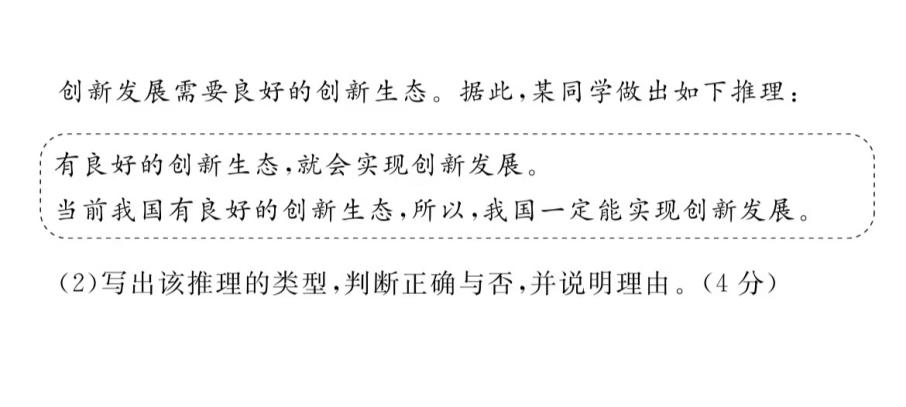 创新发展需要良好的创新生态。据此,某同学做出如下推理:
有良好的创新生态,就会实现创新发展。
当前我国有良好的创新生态,所以,我国一定能实现创新发展。
(2)写出该推理的类型,判断正确与否,并说明理由。(4 分)